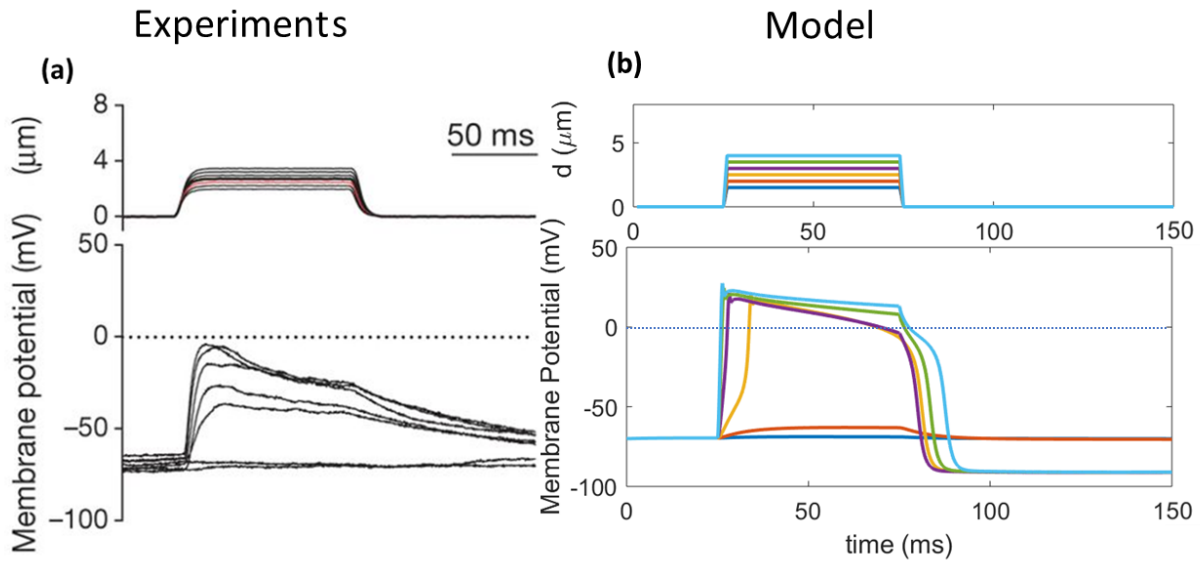 Experiments
Model
(a)
(b)
8
4
0
(μm)
50 ms
50
0
−50
−100
Membrane potential (mV)
5
0
d (μm)
0
50
100
150
50
0
-50
-100
Membrane Potential (mV)
0
50
100
150
time (ms)